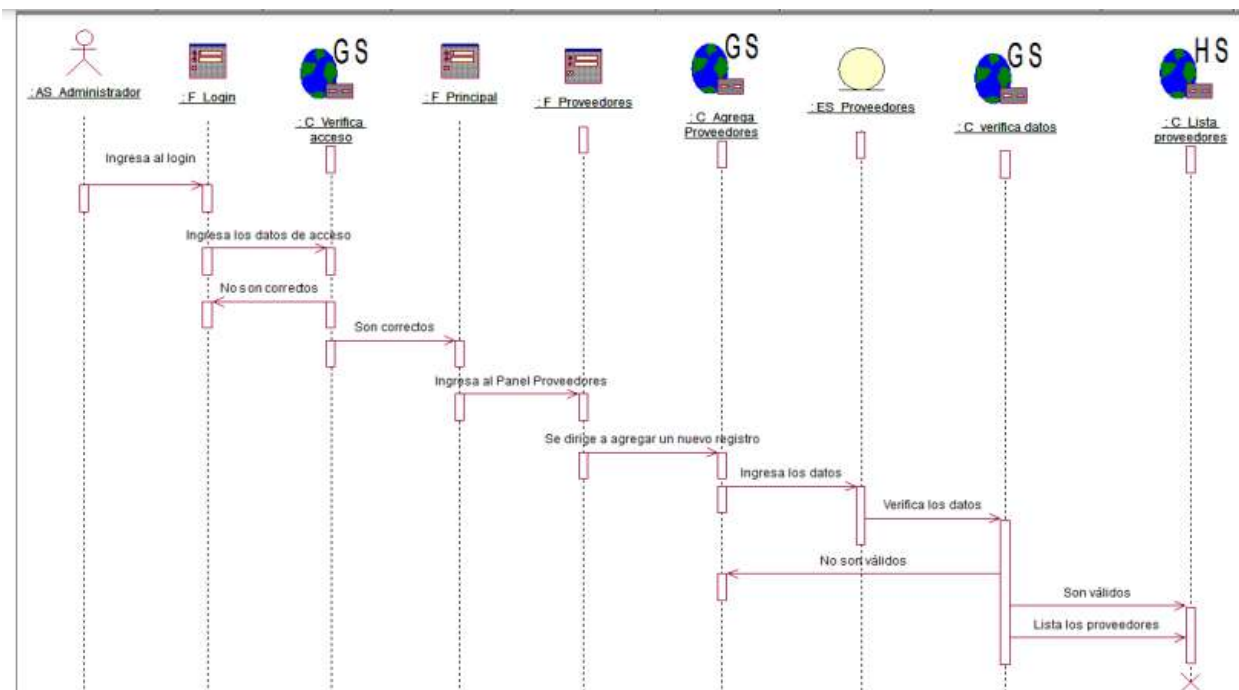 GS
GS
GS
HS
: AS_Administrador
: F_Login
: C_Verifica
acceso
: F_Principal
: F_Proveedores
: C_Agrega
Proveedores
: ES_Proveedores
: C_verifica datos
: C_Lista
proveedores
Ingresa al login
Ingresa los datos de acceso
No son correctos
Son correctos
Ingresa al Panel Proveedores
Se dirige a agregar un nuevo registro
Ingresa los datos
Verifica los datos
No son válidos
Son válidos
Lista los proveedores